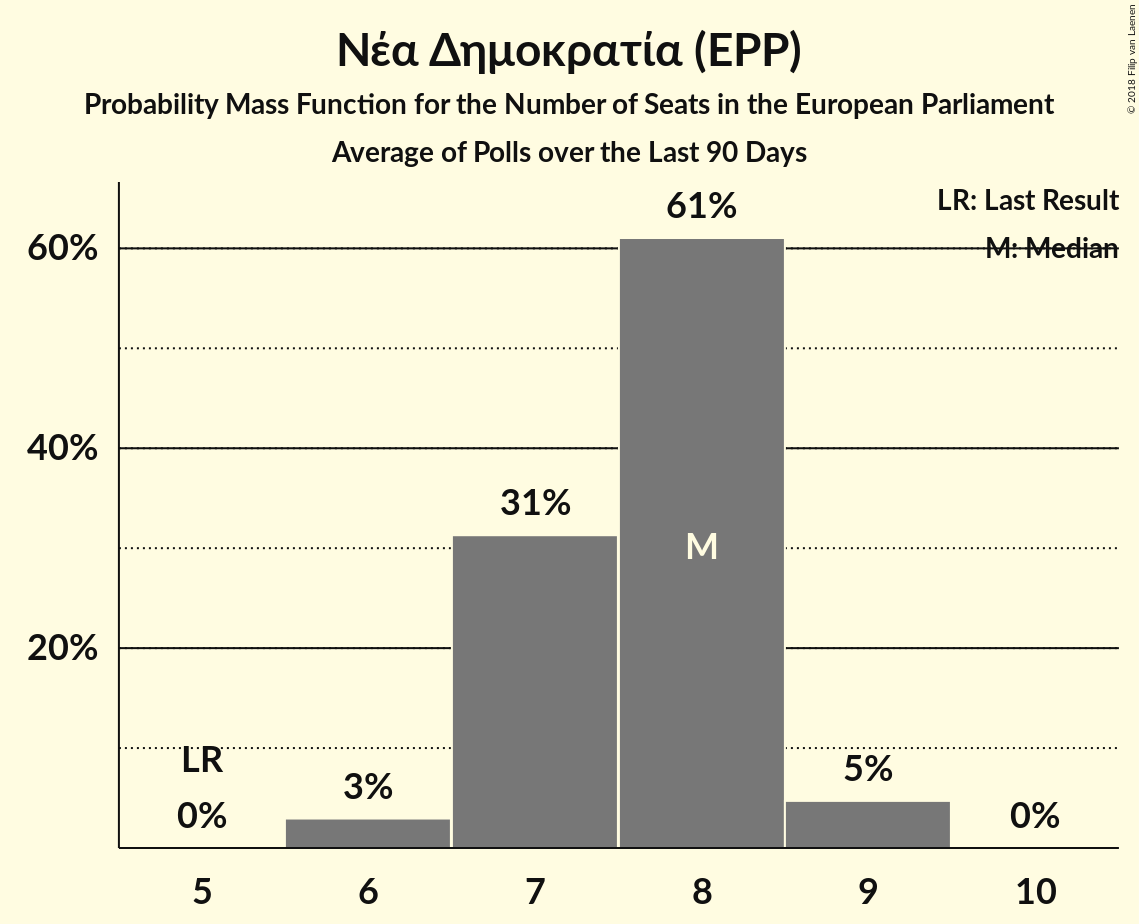 Νέα Δημοκρατία (EPP)
Probability Mass Function for the Number of Seats in the European Parliament
Average of Polls over the Last 90 Days
© 2018 Filip van Laenen
LR: Last Result
M: Median
61%
60%
40%
31%
M
20%
LR
3%
5%
0%
0%
5 6 7 8 9 10